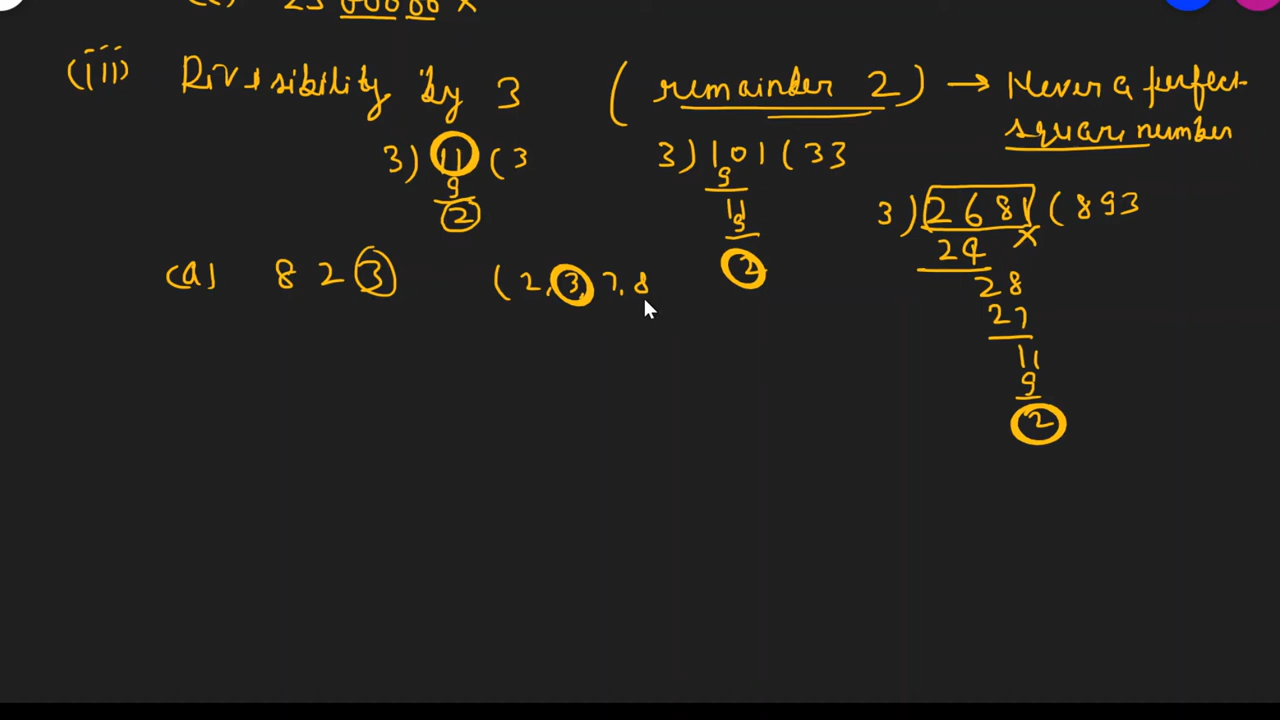 25 00000 x
(iii) Divisibility by 3 (remainder 2) → Never a perfect
square number
3) 11 (3
9
2
3) 101 (33
9
11
9
2
3) 2681 (893
24 x
28
27
11
9
2
(a) 8 2 3 (2, 3, 7, 8